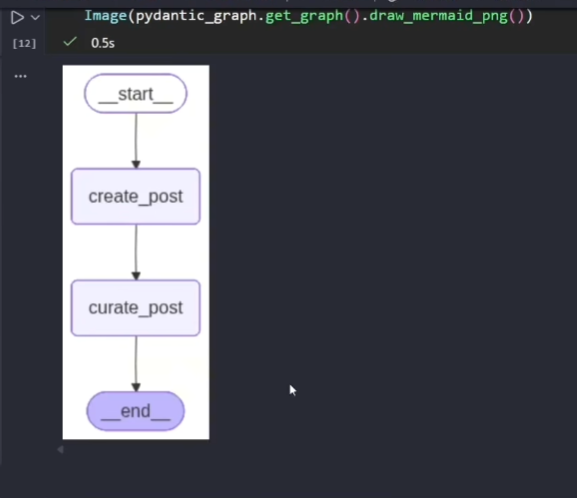 Image(pydantic_graph.get_graph().draw_mermaid_png())
[12]
0.5s
...
__start__
create_post
curate_post
__end__